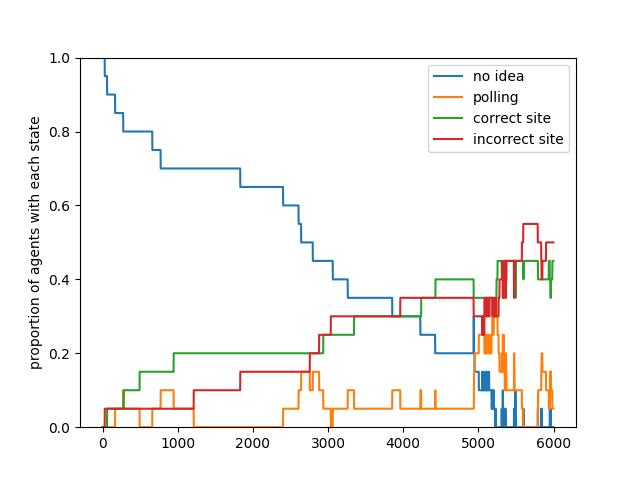 1.0
0.8
0.6
0.4
0.2
0.0
proportion of agents with each state
no idea
polling
correct site
incorrect site
0 1000 2000 3000 4000 5000 6000